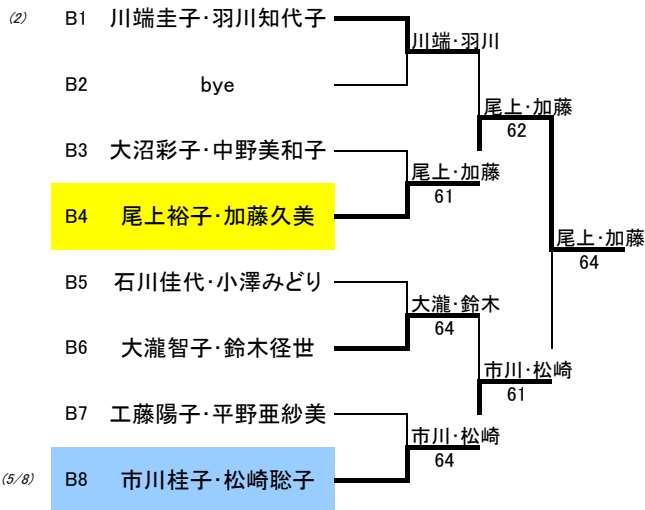 (2) B1 川端圭子・羽川知代子
川端・羽川
B2 bye
尾上・加藤
62
B3 大沼彩子・中野美和子
尾上・加藤
61
B4 尾上裕子・加藤久美
尾上・加藤
64
B5 石川佳代・小澤みどり
大瀧・鈴木
64
B6 大瀧智子・鈴木径世
市川・松崎
61
B7 工藤陽子・平野亜紗美
市川・松崎
64
(5/8) B8 市川桂子・松崎聡子